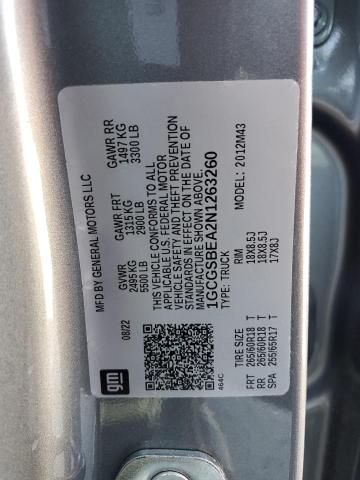 MFD BY GENERAL MOTORS LLC
08/22
GVWR
2495 KG
5500 LB
GAWR FRT
1315 KG
2900 LB
GAWR RR
1497 KG
3300 LB
THIS VEHICLE CONFORMS TO ALL
APPLICABLE U.S. FEDERAL MOTOR
VEHICLE SAFETY AND THEFT PREVENTION
STANDARDS IN EFFECT ON THE DATE OF
MANUFACTURE SHOWN ABOVE.
1GCGSBEA2N1263260
TYPE: TRUCK
MODEL: 2012M43
TIRE SIZE RIM
FRT 265/60R18 T 18X8.5J
RR 265/60R18 T 18X8.5J
SPA 255/65R17 T 17X8J
gm
464C